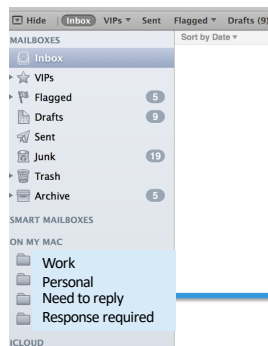 Hide Inbox VIPs Sent Flagged Drafts (9)
MAILBOXES Sort by Date
Inbox
VIPs
Flagged 5
Drafts 9
Sent
Junk 19
Trash
Archive 5
SMART MAILBOXES
ON MY MAC
Work
Personal
Need to reply
Response required
ICLOUD